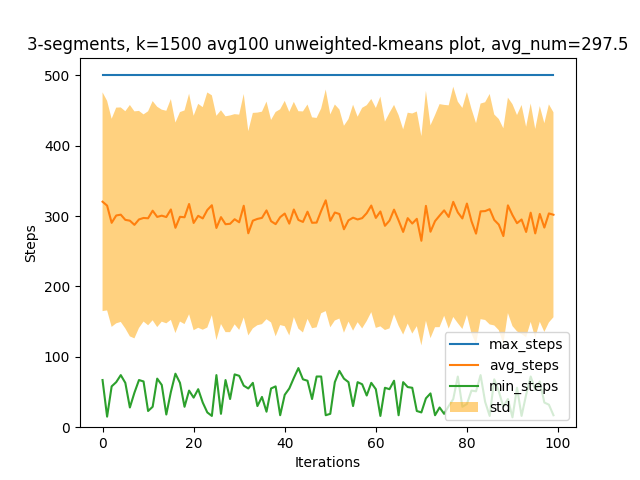 3-segments, k=1500 avg100 unweighted-kmeans plot, avg_num=297.5
500
400
300
200
100
0
Steps
max_steps
avg_steps
min_steps
std
0
20
40
60
80
100
Iterations